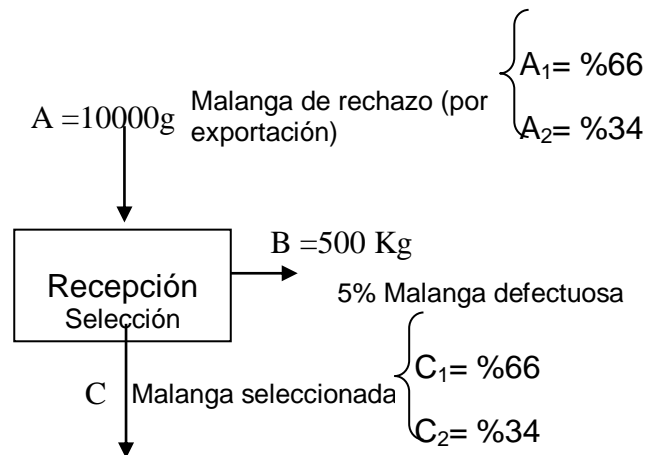 A =10000g
Malanga de rechazo (por
exportación)
A₁= %66
A₂= %34
B =500 Kg
Recepción
Selección
5% Malanga defectuosa
C
Malanga seleccionada
C₁= %66
C₂= %34